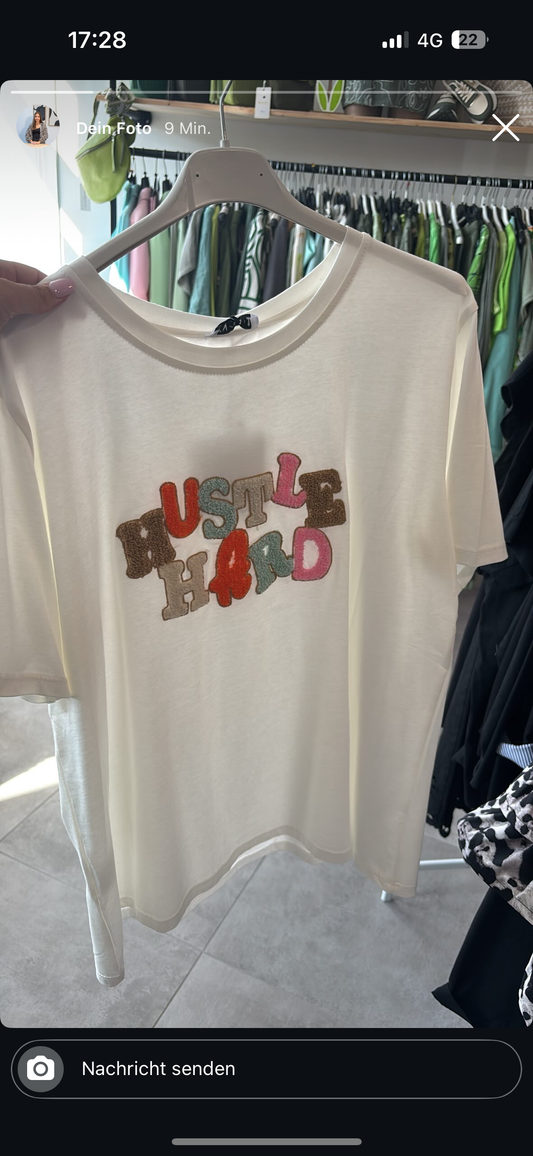 17:28
4G
22
Dein Foto 9 Min.
HUSTLE
HARD
Nachricht senden